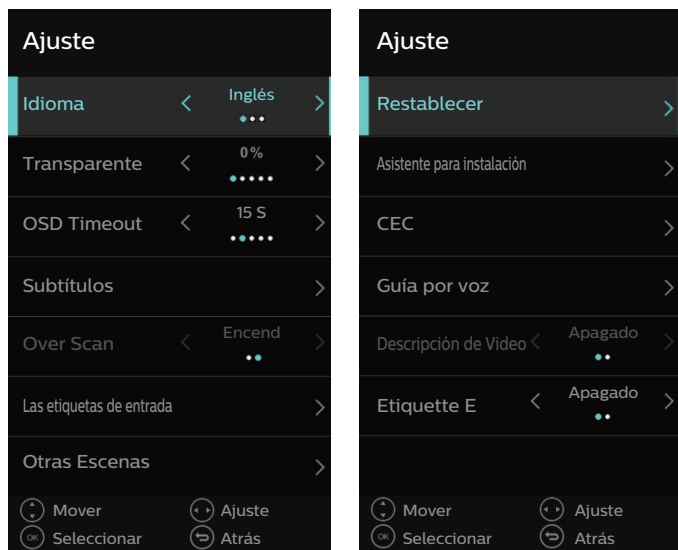 Ajuste
Idioma
Inglés
Transparente
0%
OSD Timeout
15 S
Subtítulos
Over Scan
Encend
Las etiquetas de entrada
Otras Escenas
Mover
Ajuste
OK Seleccionar
Atrás
Ajuste
Restablecer
Asistente para instalación
CEC
Guía por voz
Descripción de Video
Apagado
Etiquette E
Apagado
Mover
Ajuste
OK Seleccionar
Atrás